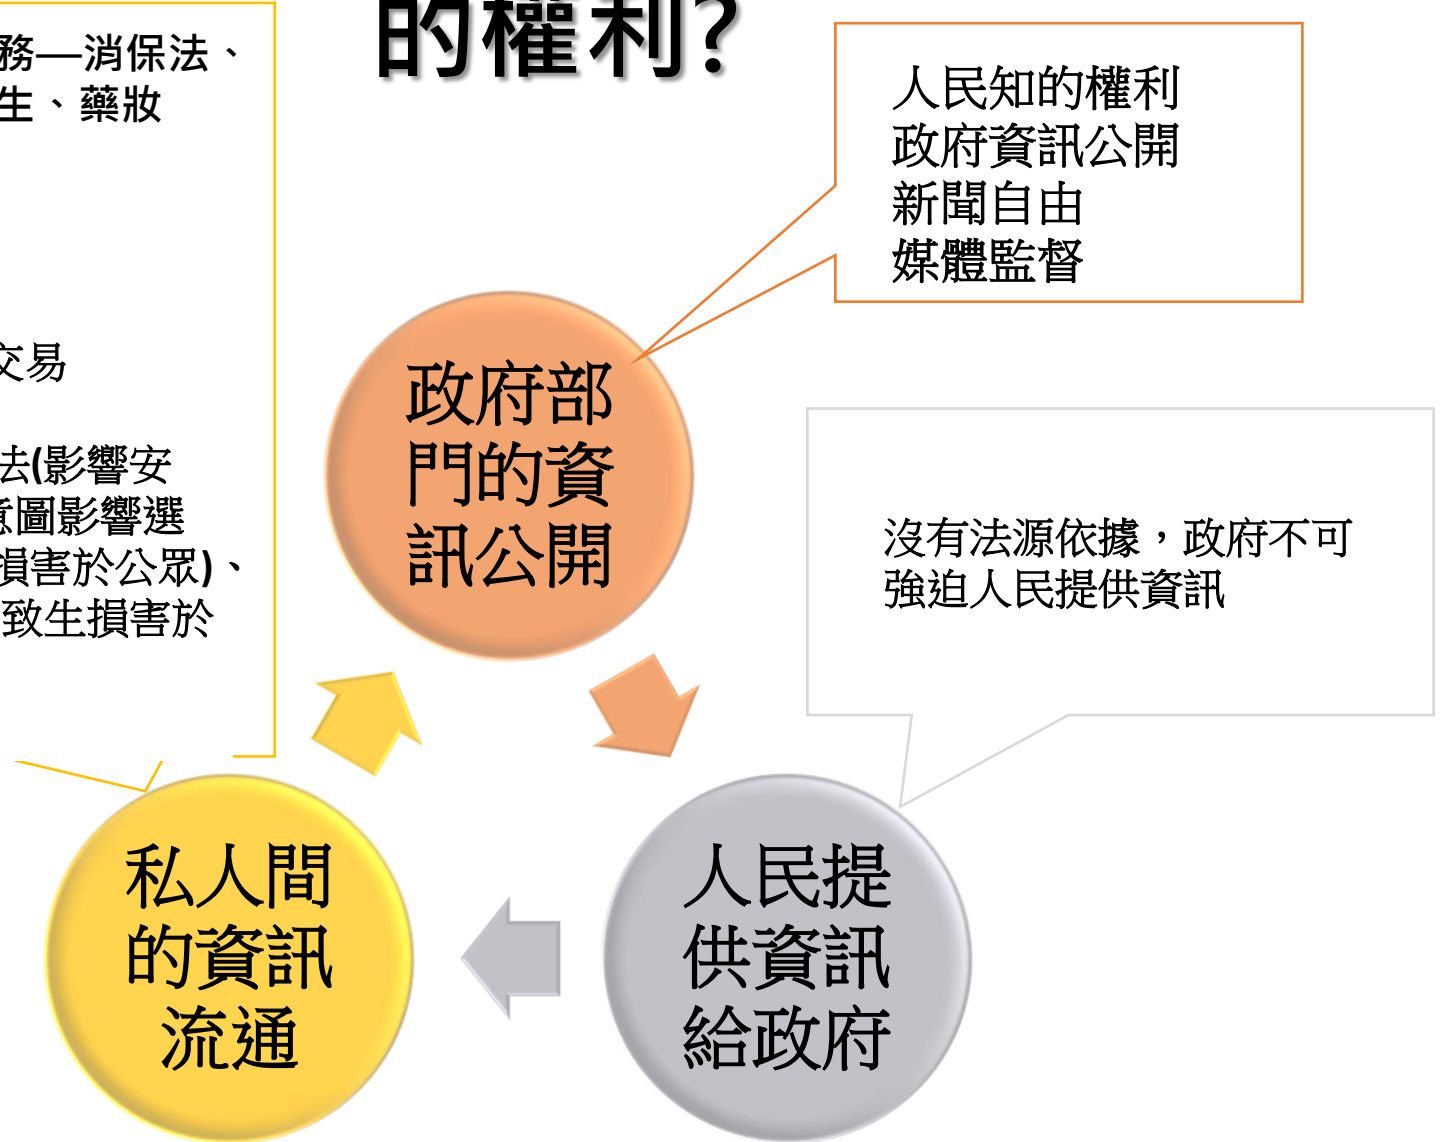 的權利?
務—消保法、
生、藥妝
交易
法(影響安
意圖影響選
損害於公眾)、
致生損害於
人民知的權利
政府資訊公開
新聞自由
媒體監督
政府部
門的資
訊公開
沒有法源依據，政府不可
強迫人民提供資訊
私人間
的資訊
流通
人民提
供資訊
給政府